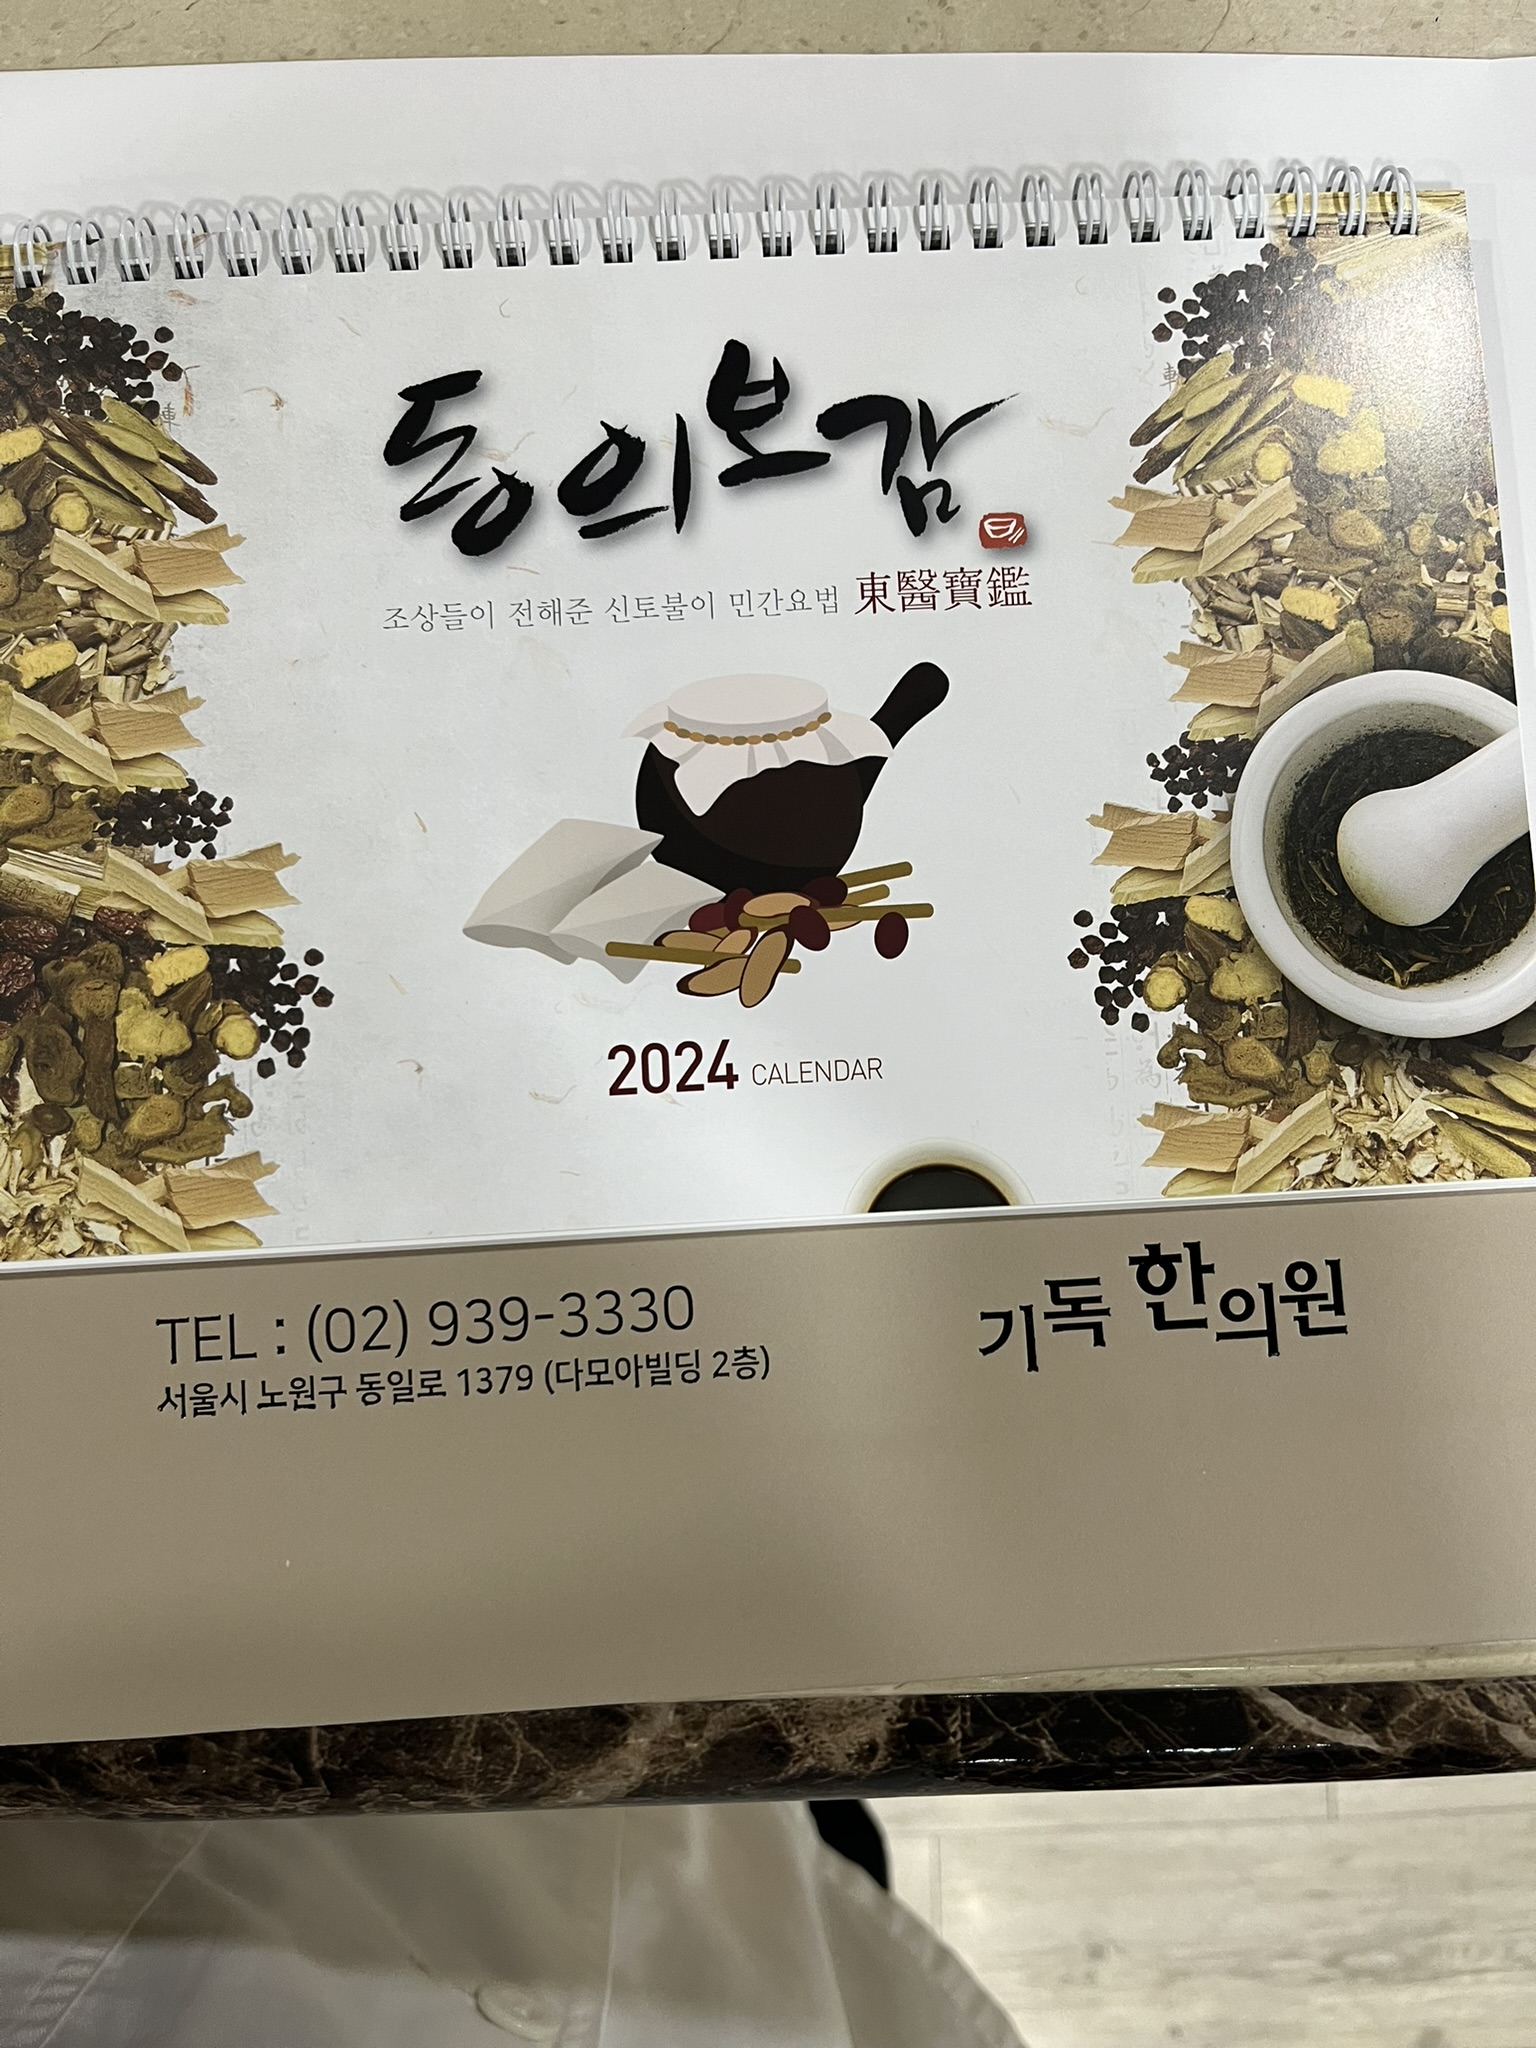 동의보감
조상들이 전해준 신토불이 민간요법 東醫寶鑑
2024 CALENDAR
TEL : (02) 939-3330
서울시 노원구 동일로 1379 (다모아빌딩 2층)
기독한의원